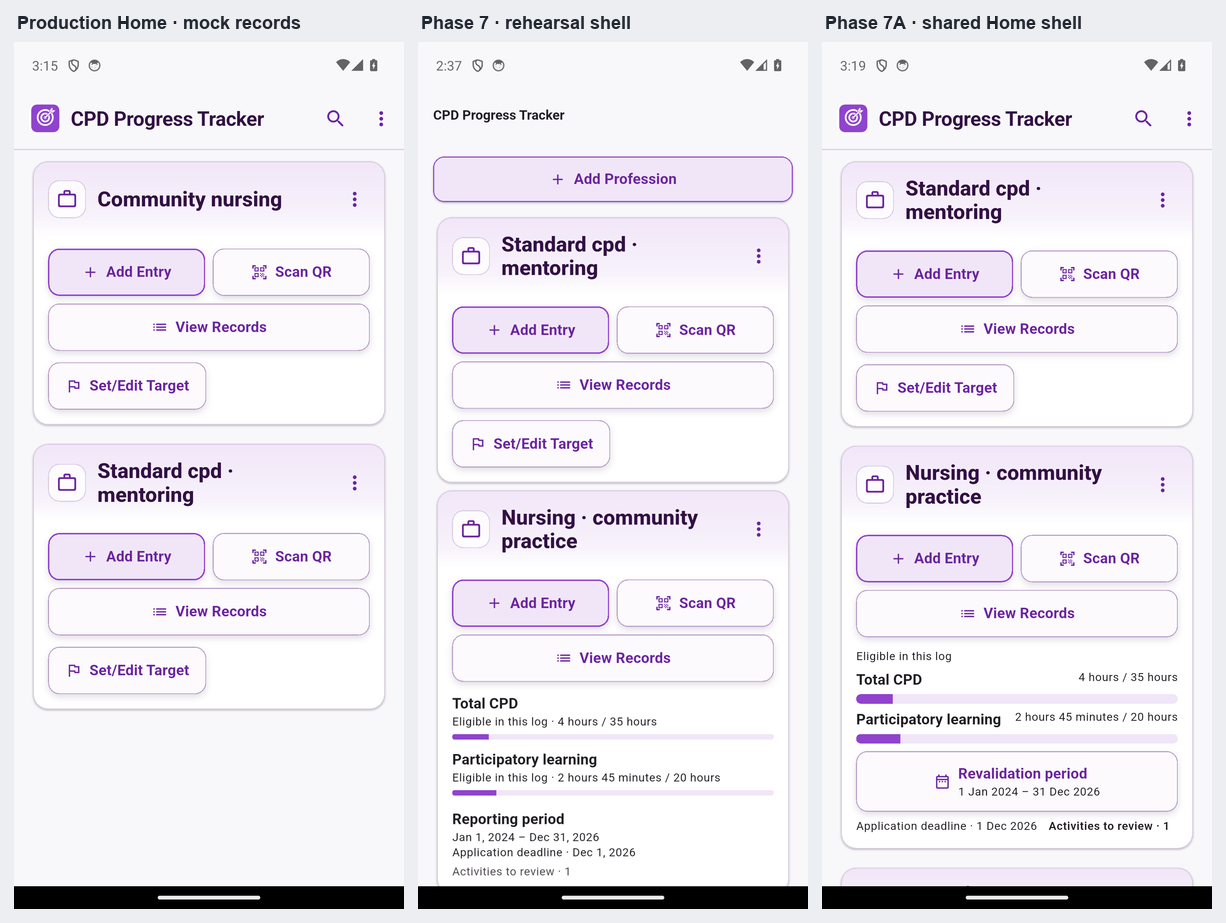 Production Home · mock records
3:15
CPD Progress Tracker
Community nursing
+ Add Entry
Scan QR
View Records
Set/Edit Target
Standard cpd ·
mentoring
+ Add Entry
Scan QR
View Records
Set/Edit Target
Phase 7 · rehearsal shell
2:37
CPD Progress Tracker
+ Add Profession
Standard cpd ·
mentoring
+ Add Entry
Scan QR
View Records
Set/Edit Target
Nursing · community
practice
+ Add Entry
Scan QR
View Records
Total CPD
Eligible in this log · 4 hours / 35 hours
Participatory learning
Eligible in this log · 2 hours 45 minutes / 20 hours
Reporting period
Jan 1, 2024 – Dec 31, 2026
Application deadline · Dec 1, 2026
Activities to review · 1
Phase 7A · shared Home shell
3:19
CPD Progress Tracker
Standard cpd ·
mentoring
+ Add Entry
Scan QR
View Records
Set/Edit Target
Nursing · community
practice
+ Add Entry
Scan QR
View Records
Eligible in this log
Total CPD 4 hours / 35 hours
Participatory learning 2 hours 45 minutes / 20 hours
Revalidation period
1 Jan 2024 – 31 Dec 2026
Application deadline · 1 Dec 2026 Activities to review · 1